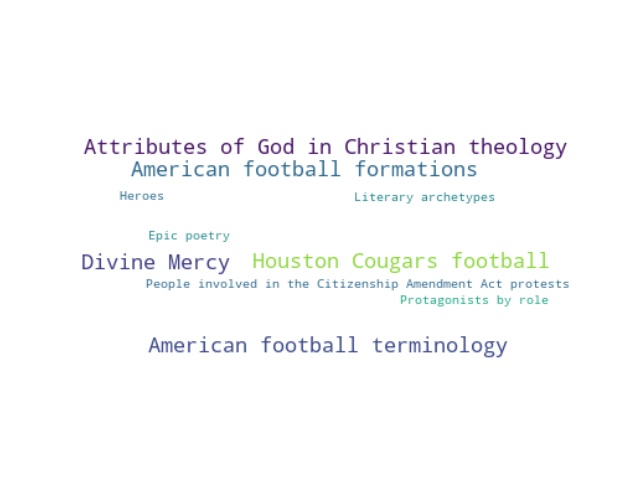 Attributes of God in Christian theology
American football formations
Heroes
Literary archetypes
Epic poetry
Divine Mercy
Houston Cougars football
People involved in the Citizenship Amendment Act protests
Protagonists by role
American football terminology